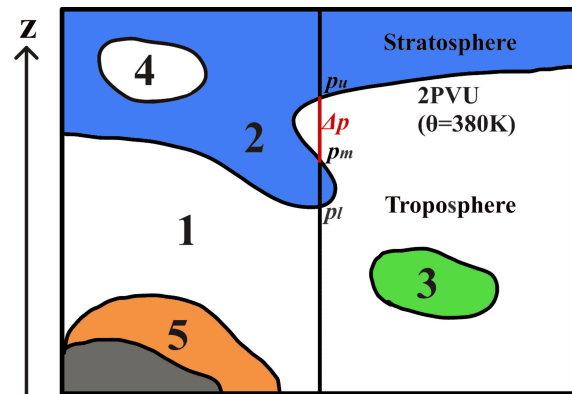 z
Stratosphere
4
pu
2PVU
Δp
(θ=380K)
2
pm
pl
Troposphere
1
3
5